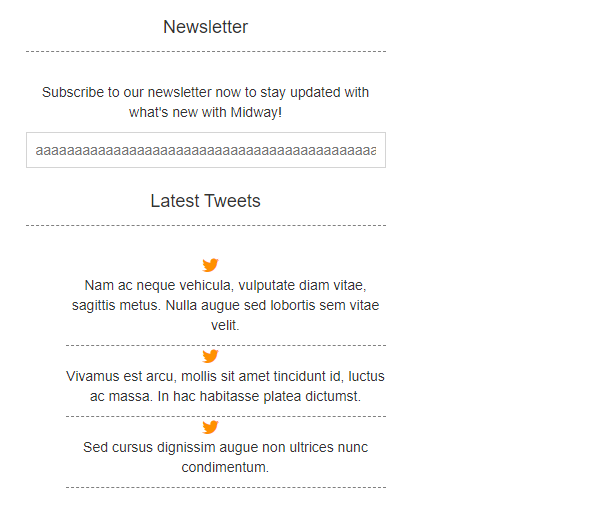 Newsletter
Subscribe to our newsletter now to stay updated with
what's new with Midway!
aaaaaaaaaaaaaaaaaaaaaaaaaaaaaaaaaaaaaaaaaaaa
Latest Tweets
Nam ac neque vehicula, vulputate diam vitae,
sagittis metus. Nulla augue sed lobortis sem vitae
velit.
Vivamus est arcu, mollis sit amet tincidunt id, luctus
ac massa. In hac habitasse platea dictumst.
Sed cursus dignissim augue non ultrices nunc
condimentum.